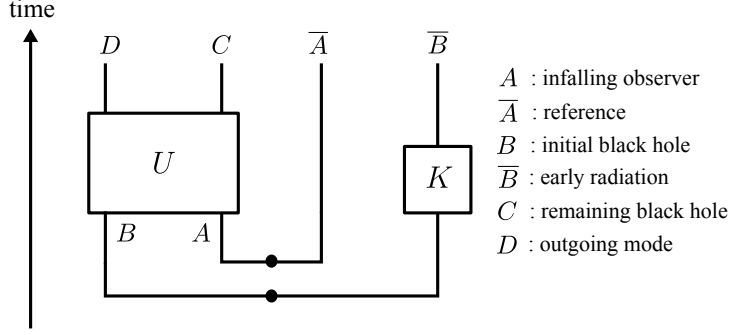 time
D C A̅ B̅
U
K
B A
A : infalling observer
A̅ : reference
B : initial black hole
B̅ : early radiation
C : remaining black hole
D : outgoing mode